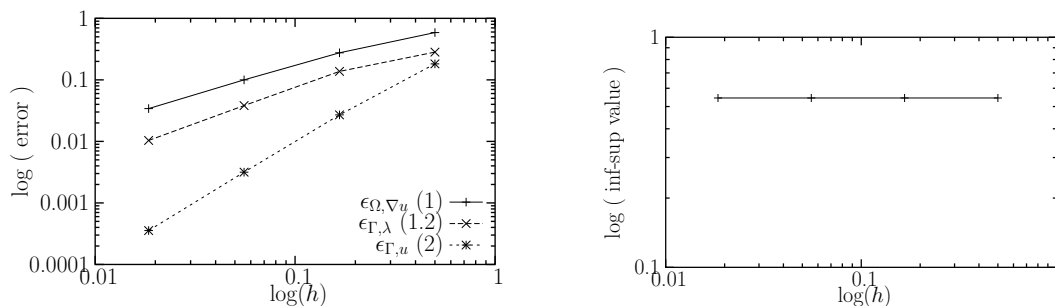 1
0.1
0.01
0.001
0.0001
0.01
0.1
1
log ( error )
log(h)
ϵΩ,∇u (1)
ϵΓ,λ (1.2)
ϵΓ,u (2)
1
0.1
0.01
0.1
log ( inf-sup value )
log(h)